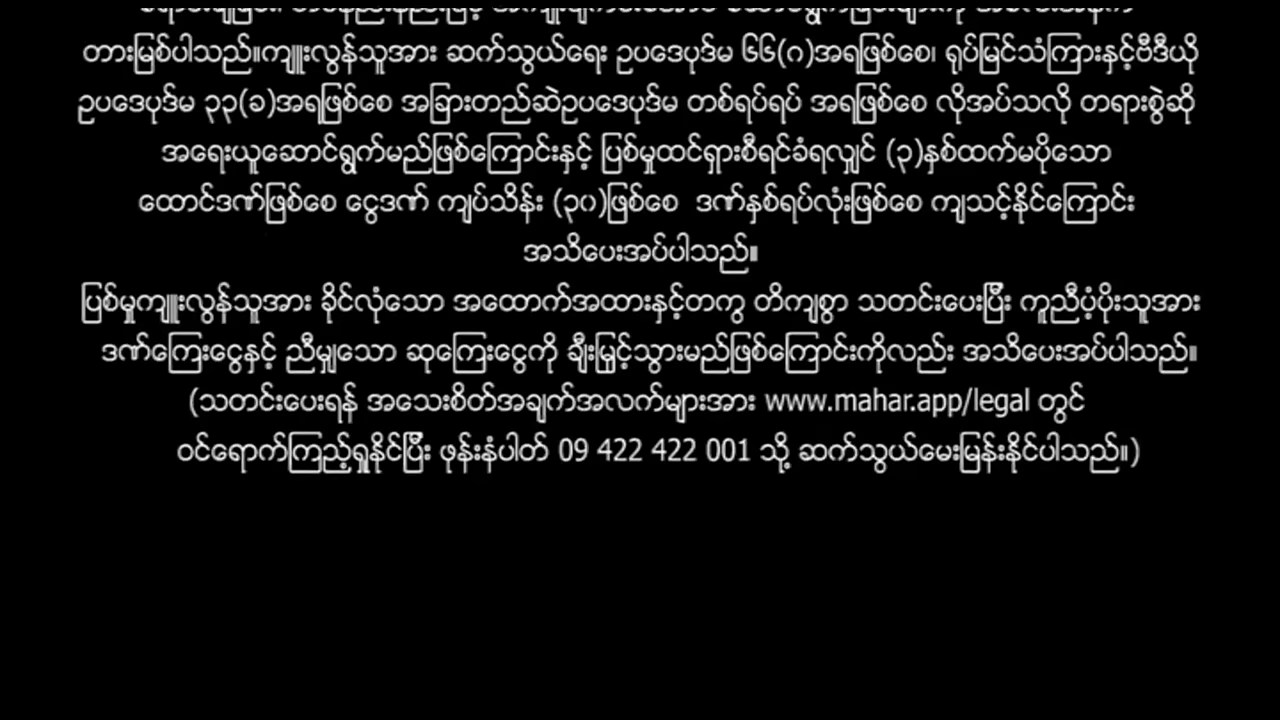 တားမြစ်ပါသည်။ကျူးလွန်သူအား ဆက်သွယ်ရေး ဥပဒေပုဒ်မ ၆၆(ဂ)အရဖြစ်စေ၊ ရုပ်မြင်သံကြားနှင့်ဗီဒီယို
ဥပဒေပုဒ်မ ၃၃(ခ)အရဖြစ်စေ အခြားတည်ဆဲဥပဒေပုဒ်မ တစ်ရပ်ရပ် အရဖြစ်စေ လိုအပ်သလို တရားစွဲဆို
အရေးယူဆောင်ရွက်မည်ဖြစ်ကြောင်းနှင့် ပြစ်မှုထင်ရှားစီရင်ခံရလျှင် (၃)နှစ်ထက်မပိုသော
ထောင်ဒဏ်ဖြစ်စေ ငွေဒဏ် ကျပ်သိန်း (၃၀)ဖြစ်စေ ဒဏ်နှစ်ရပ်လုံးဖြစ်စေ ကျသင့်နိုင်ကြောင်း
အသိပေးအပ်ပါသည်။
ပြစ်မှုကျူးလွန်သူအား ခိုင်လုံသော အထောက်အထားနှင့်တကွ တိကျစွာ သတင်းပေးပြီး ကူညီပံ့ပိုးသူအား
ဒဏ်ကြေးငွေနှင့် ညီမျှသော ဆုကြေးငွေကို ချီးမြှင့်သွားမည်ဖြစ်ကြောင်းကိုလည်း အသိပေးအပ်ပါသည်။
(သတင်းပေးရန် အသေးစိတ်အချက်အလက်များအား www.mahar.app/legal တွင်
ဝင်ရောက်ကြည့်ရှုနိုင်ပြီး ဖုန်းနံပါတ် 09 422 422 001 သို့ ဆက်သွယ်မေးမြန်းနိုင်ပါသည်။)